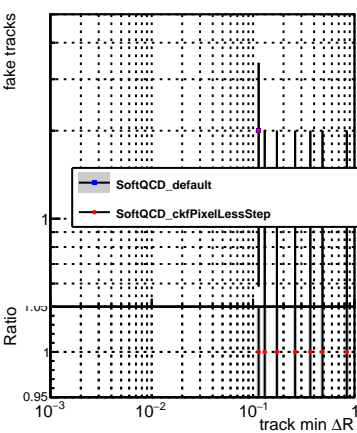 fake tracks
1
SoftQCD_default
SoftQCD_ckfPixelLessStep
Ratio
1.05
1
0.95
10⁻³ 10⁻² 10⁻¹ 1
track min ΔR